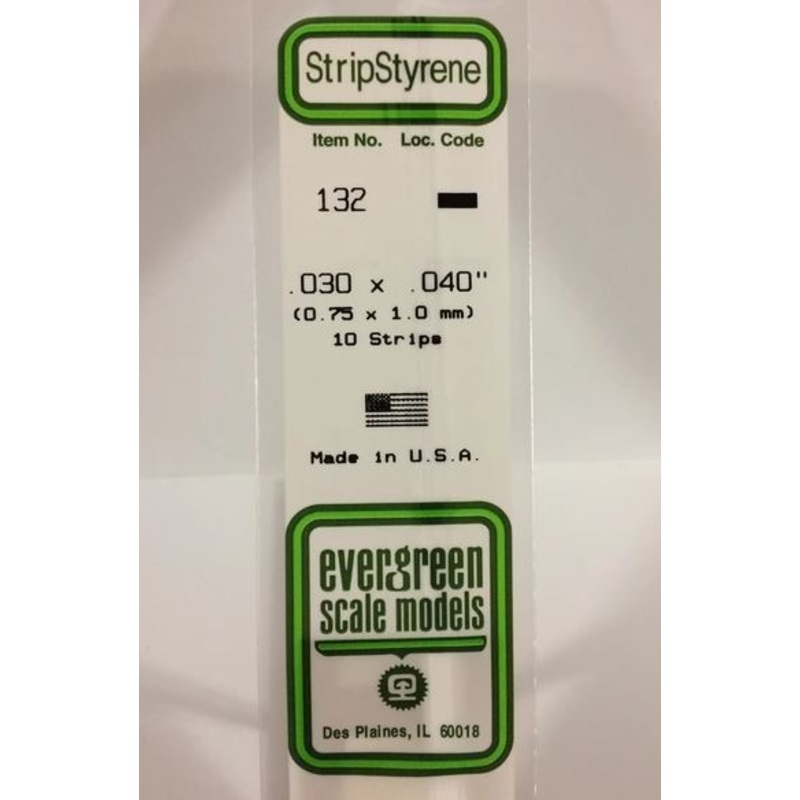 StripStyrene
Item No. Loc. Code
132
.030 x .040"
(0.75 x 1.0 mm)
10 Strips
Made in U.S.A.
evergreen
scale models
Des Plaines, IL 60018